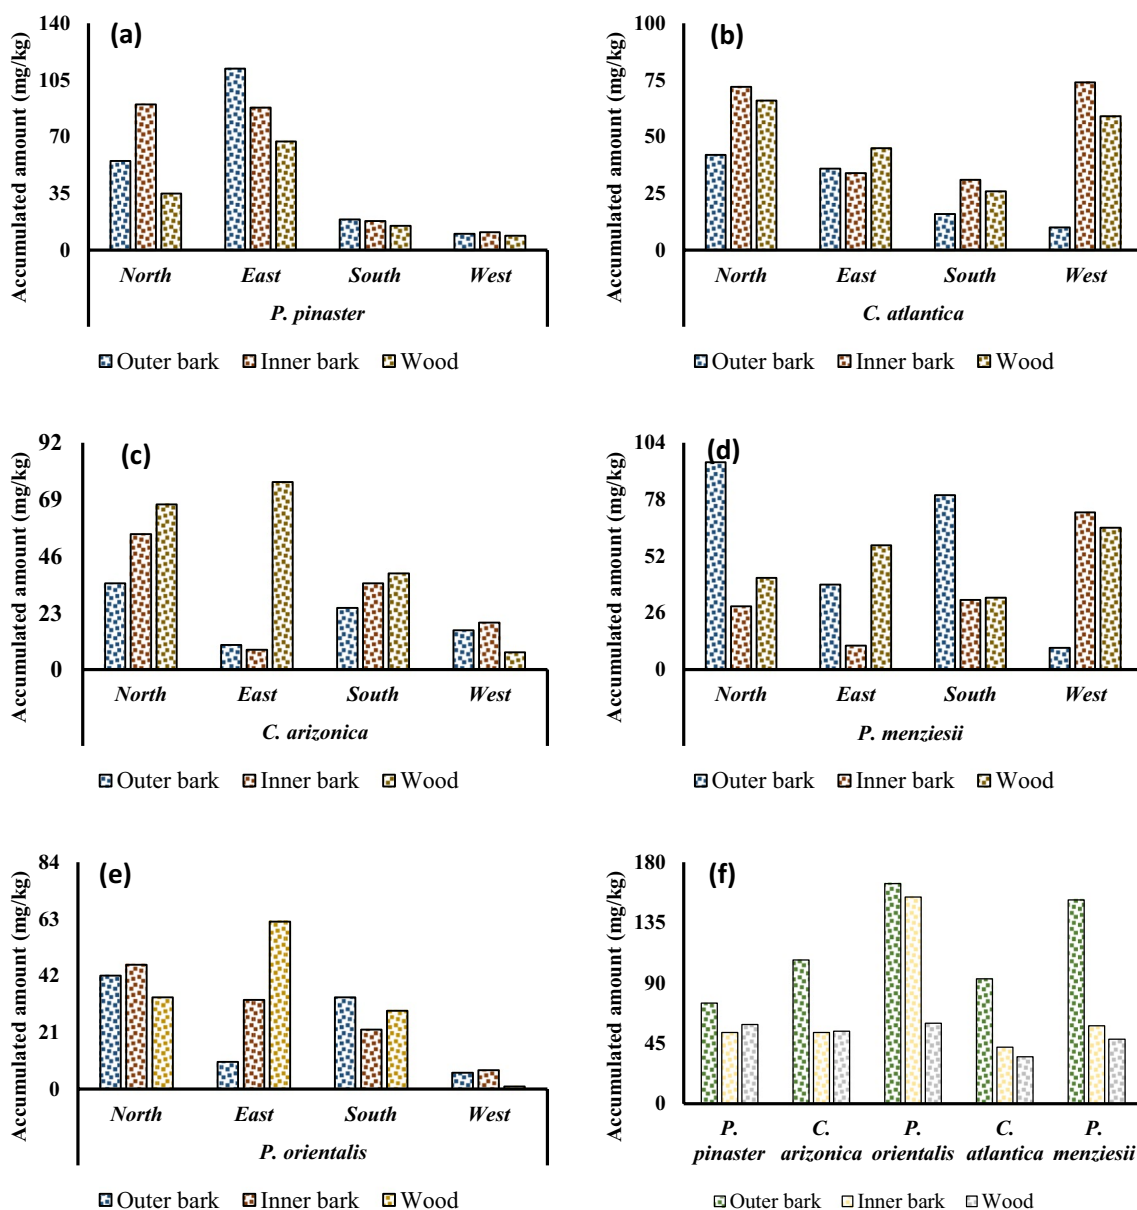 (a)
Accumulated amount (mg/kg)
140
105
70
35
0
North East South West
P. pinaster
Outer bark Inner bark Wood
(b)
Accumulated amount (mg/kg)
100
75
50
25
0
North East South West
C. atlantica
Outer bark Inner bark Wood
(c)
Accumulated amount (mg/kg)
92
69
46
23
0
North East South West
C. arizonica
Outer bark Inner bark Wood
(d)
Accumulated amount (mg/kg)
104
78
52
26
0
North East South West
P. menziesii
Outer bark Inner bark Wood
(e)
Accumulated amount (mg/kg)
84
63
42
21
0
North East South West
P. orientalis
Outer bark Inner bark Wood
(f)
Accumulated amount (mg/kg)
180
135
90
45
0
P. C. P. C. P.
pinaster arizonica orientalis atlantica menziesii
Outer bark Inner bark Wood